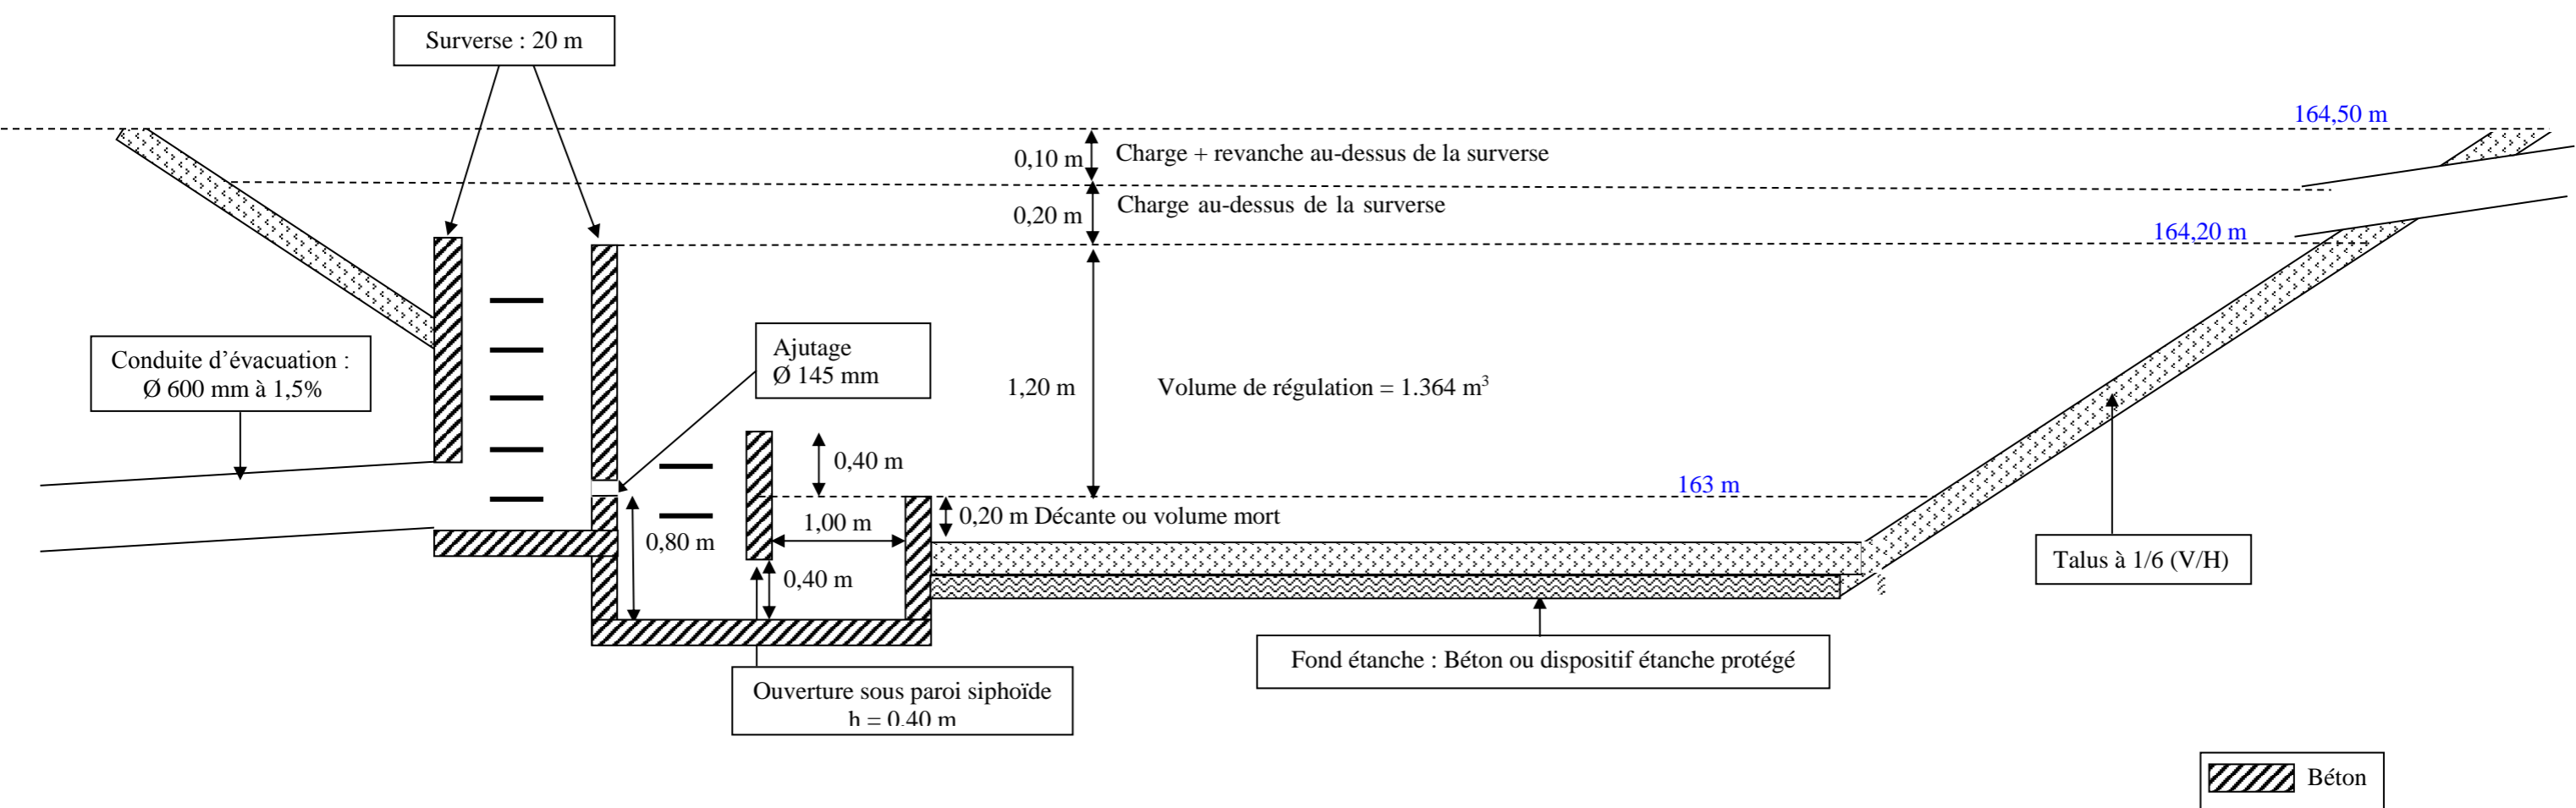 Surverse : 20 m
164,50 m
0,10 m
Charge + revanche au-dessus de la surverse
0,20 m
Charge au-dessus de la surverse
164,20 m
Conduite d’évacuation :
Ø 600 mm à 1,5%
Ajutage
Ø 145 mm
1,20 m
Volume de régulation = 1.364 m³
0,40 m
163 m
1,00 m
0,20 m Décante ou volume mort
0,80 m
0,40 m
Talus à 1/6 (V/H)
Fond étanche : Béton ou dispositif étanche protégé
Ouverture sous paroi siphoïde
h = 0.40 m
Béton